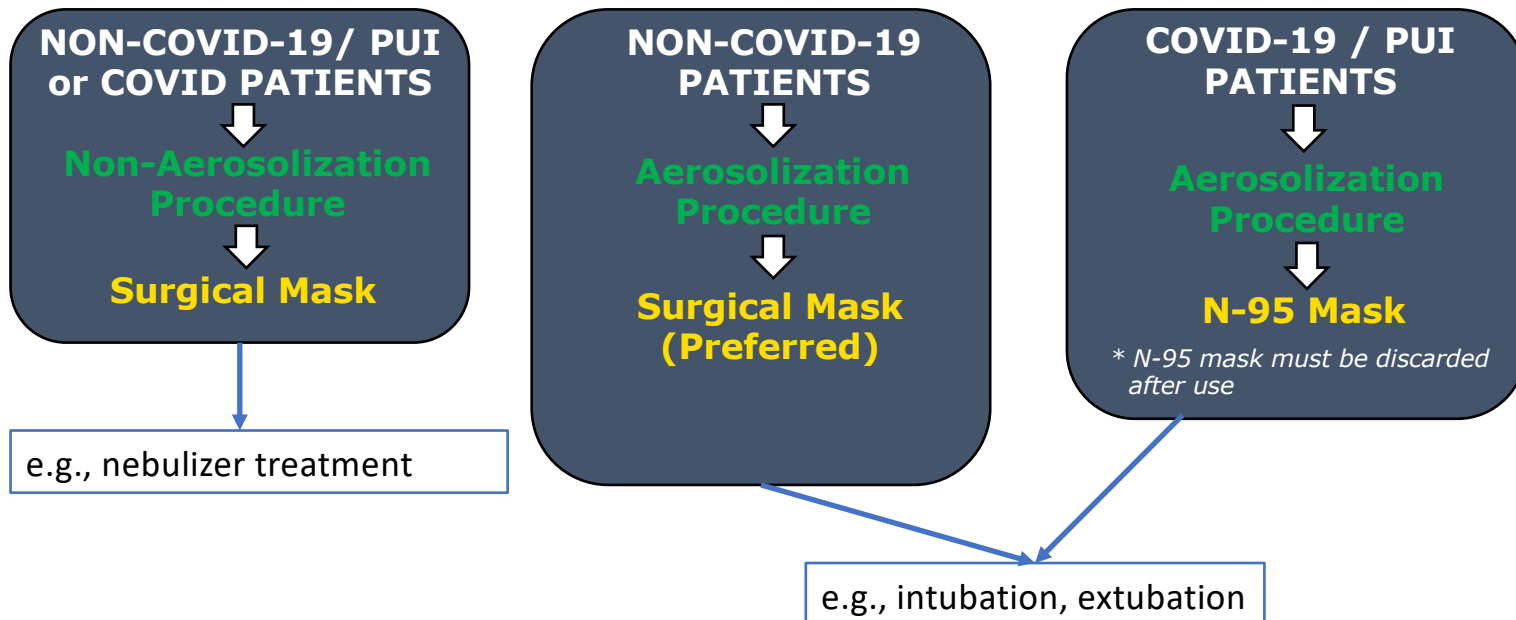 NON-COVID-19/ PUI
or COVID PATIENTS
Non-Aerosolization
Procedure
Surgical Mask
e.g., nebulizer treatment
NON-COVID-19
PATIENTS
Aerosolization
Procedure
Surgical Mask
(Preferred)
COVID-19 / PUI
PATIENTS
Aerosolization
Procedure
N-95 Mask
* N-95 mask must be discarded
after use
e.g., intubation, extubation